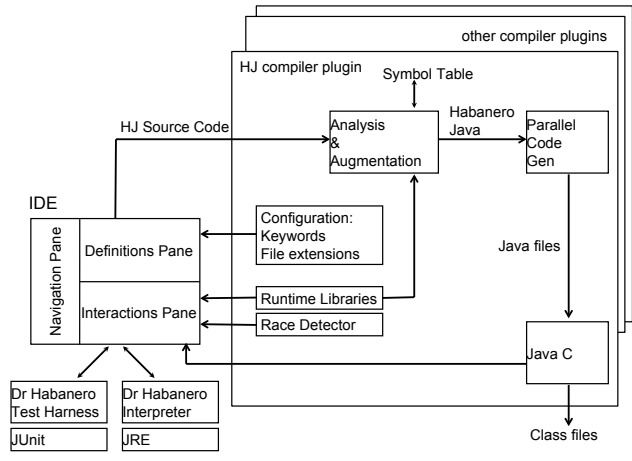 other compiler plugins
HJ compiler plugin
Symbol Table
HJ Source Code
Analysis
&
Augmentation
Habanero
Java
Parallel
Code
Gen
IDE
Navigation Pane
Definitions Pane
Interactions Pane
Configuration:
Keywords
File extensions
Runtime Libraries
Race Detector
Java files
Java C
Dr Habanero
Test Harness
JUnit
Dr Habanero
Interpreter
JRE
Class files